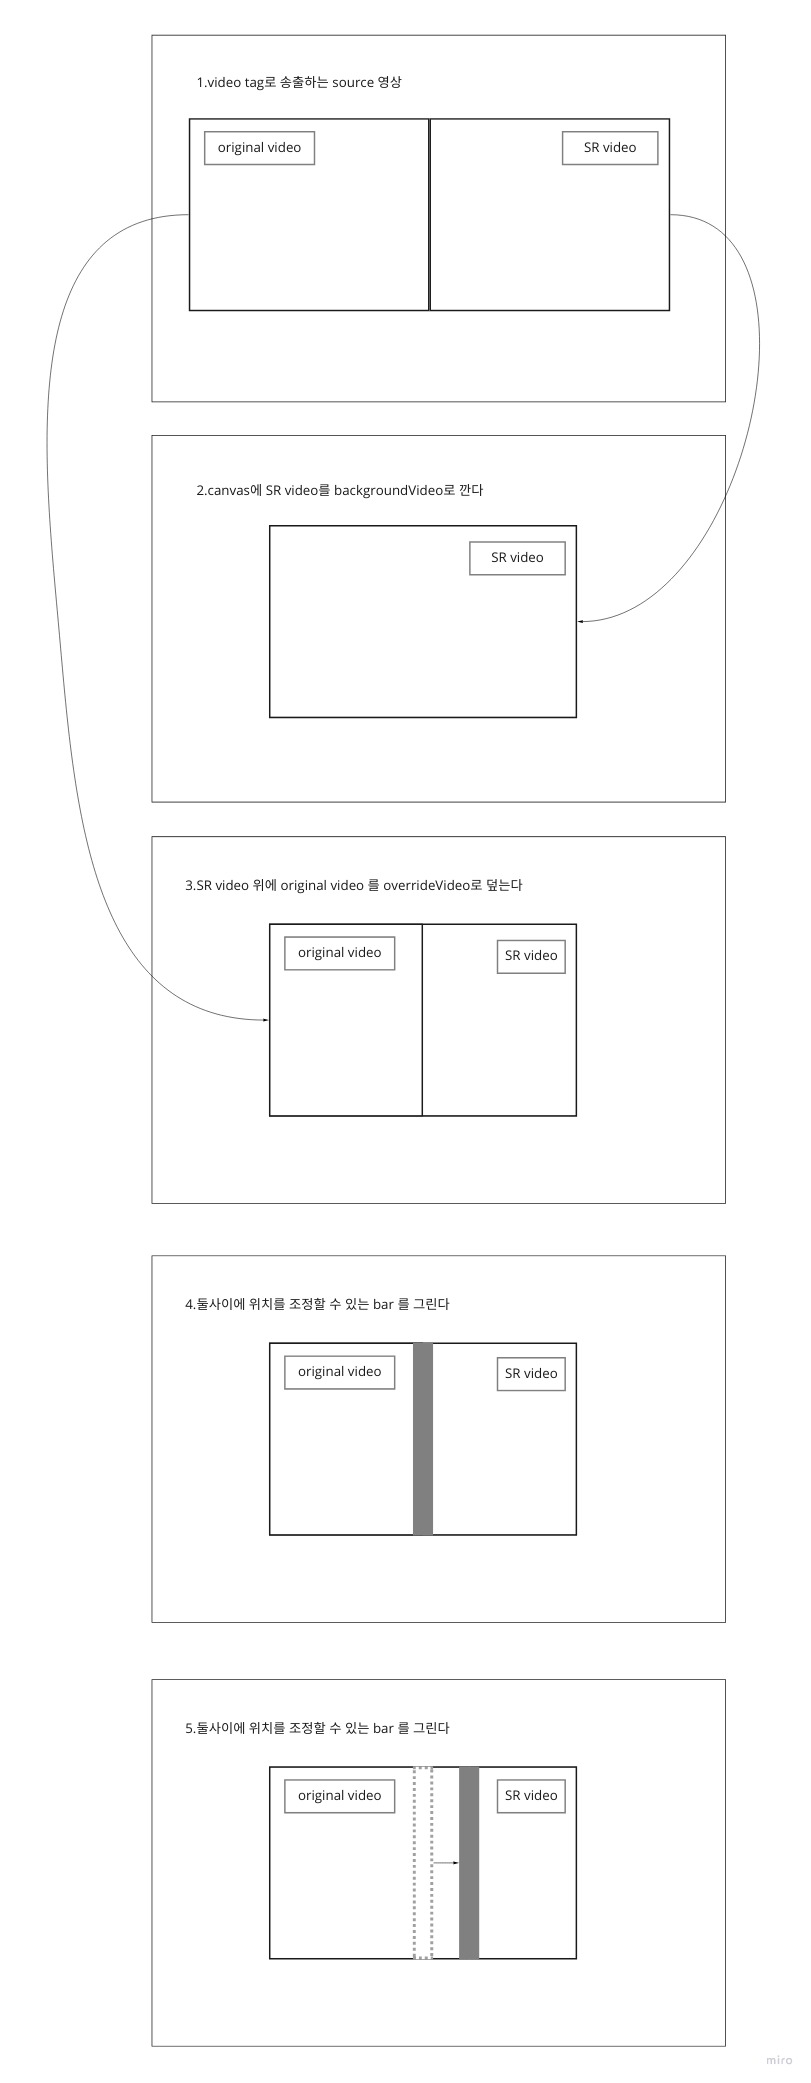 1.video tag로 송출하는 source 영상
original video
SR video
2.canvas에 SR video를 backgroundVideo로 깐다
SR video
3.SR video 위에 original video 를 overrideVideo로 덮는다
original video
SR video
4.둘사이에 위치를 조정할 수 있는 bar 를 그린다
original video
SR video
5.둘사이에 위치를 조정할 수 있는 bar 를 그린다
original video
SR video
miro